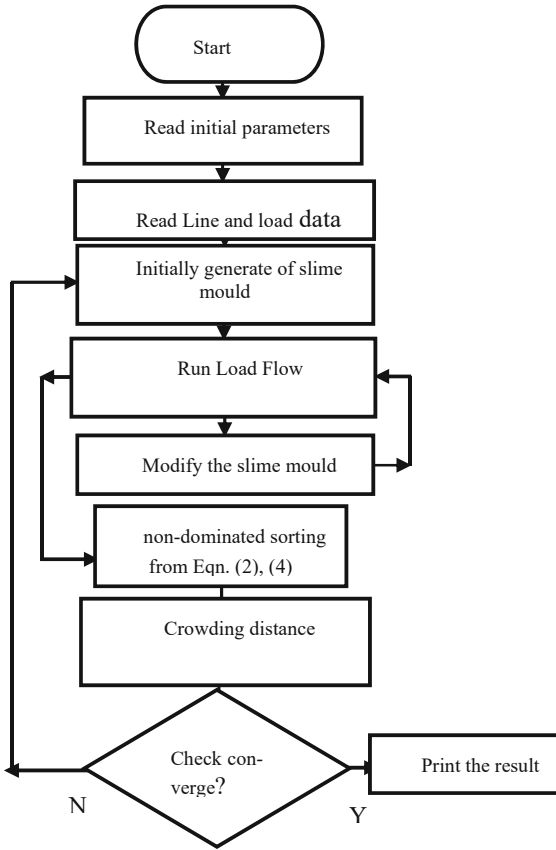 Start
Read initial parameters
Read Line and load data
Initially generate of slime
mould
Run Load Flow
Modify the slime mould
non-dominated sorting
from Eqn. (2), (4)
Crowding distance
Check con-
verge?
Print the result
N
Y